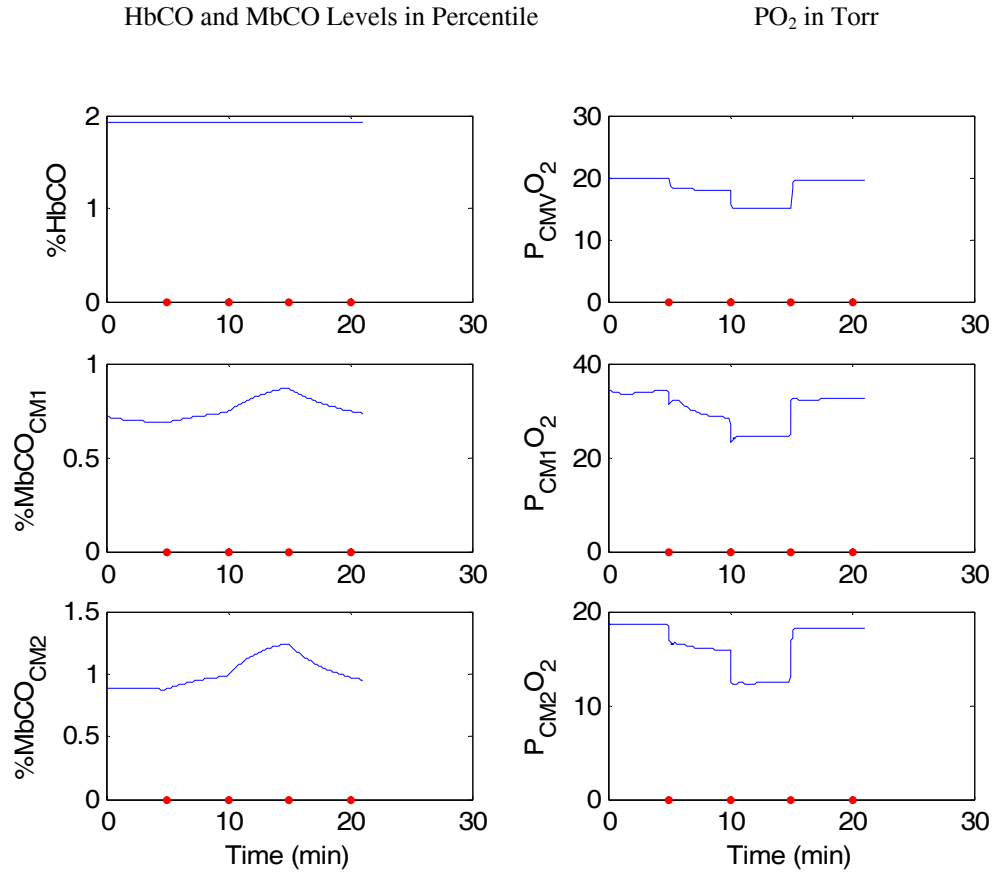 HbCO and MbCO Levels in Percentile
PO2 in Torr
2
1
0
%HbCO
0 10 20 30
30
20
10
0
PCMVO2
0 10 20 30
1
0.5
0
%MbCOCM1
0 10 20 30
40
20
0
PCM1O2
0 10 20 30
1.5
1
0.5
0
%MbCOCM2
0 10 20 30
Time (min)
20
10
0
PCM2O2
0 10 20 30
Time (min)